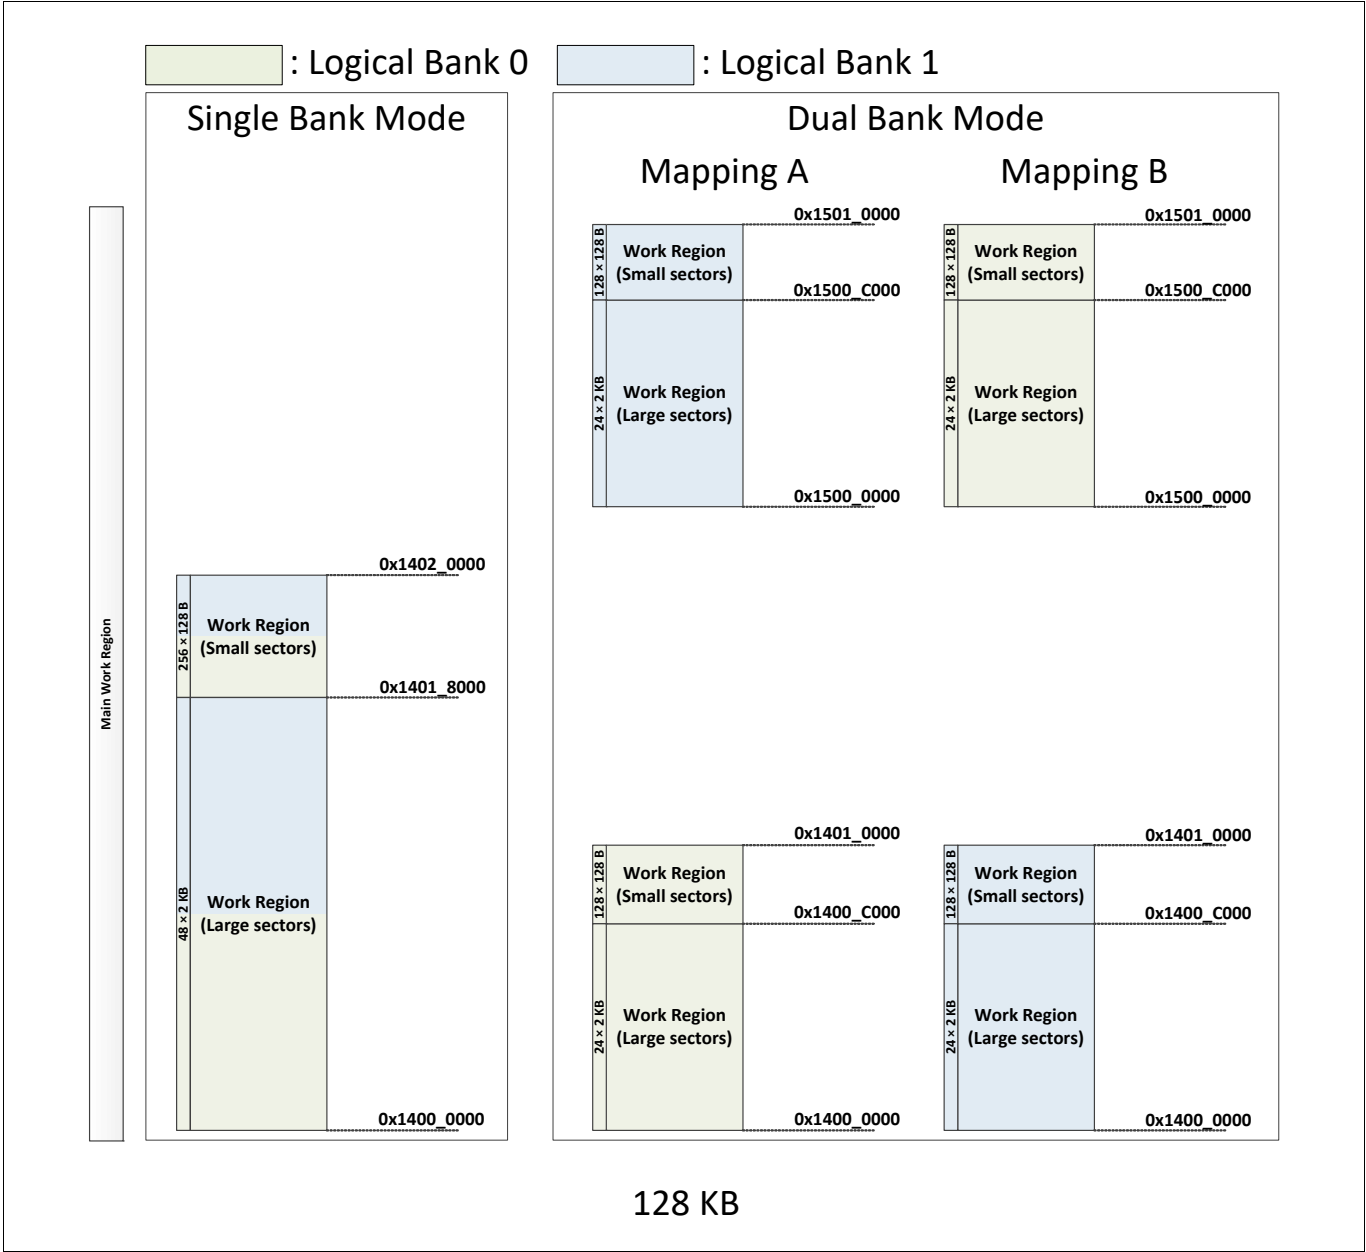 : Logical Bank 0
: Logical Bank 1
Single Bank Mode
Main Work Region
0x1402_0000
256 × 128 B
Work Region
(Small sectors)
0x1401_8000
48 × 2 KB
Work Region
(Large sectors)
0x1400_0000
Dual Bank Mode
Mapping A
0x1501_0000
128 × 128 B
Work Region
(Small sectors)
0x1500_C000
24 × 2 KB
Work Region
(Large sectors)
0x1500_0000
0x1401_0000
128 × 128 B
Work Region
(Small sectors)
0x1400_C000
24 × 2 KB
Work Region
(Large sectors)
0x1400_0000
Mapping B
0x1501_0000
128 × 128 B
Work Region
(Small sectors)
0x1500_C000
24 × 2 KB
Work Region
(Large sectors)
0x1500_0000
0x1401_0000
128 × 128 B
Work Region
(Small sectors)
0x1400_C000
24 × 2 KB
Work Region
(Large sectors)
0x1400_0000
128 KB